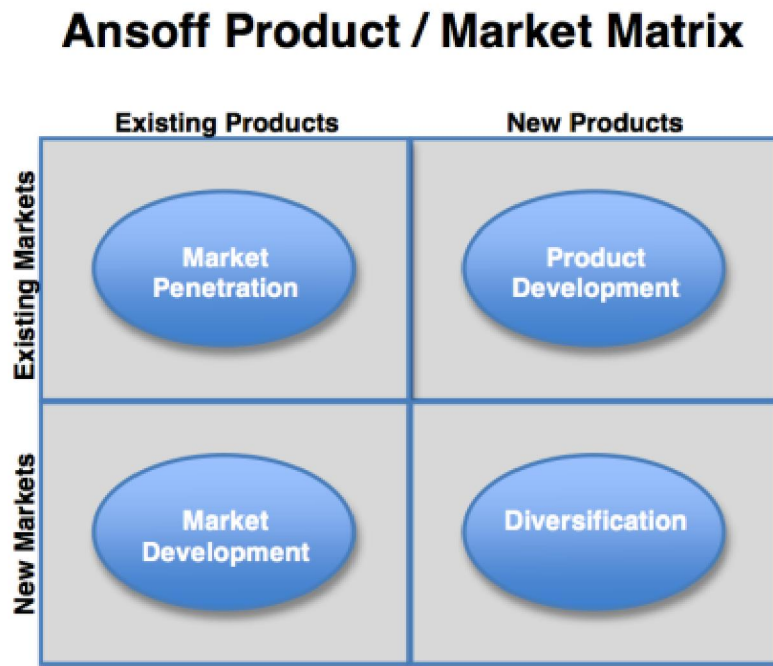 Ansoff Product / Market Matrix
Existing Products
New Products
Existing Markets
Market
Penetration
Product
Development
New Markets
Market
Development
Diversification